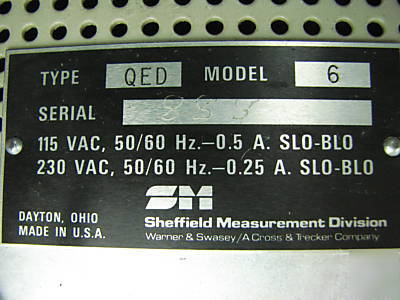 TYPE QED MODEL 6
SERIAL 883
115 VAC, 50/60 Hz.–0.5 A. SLO-BLO
230 VAC, 50/60 Hz.–0.25 A. SLO-BLO
SM
DAYTON, OHIO
MADE IN U.S.A.
Sheffield Measurement Division
Warner & Swasey/A Cross & Trecker Company